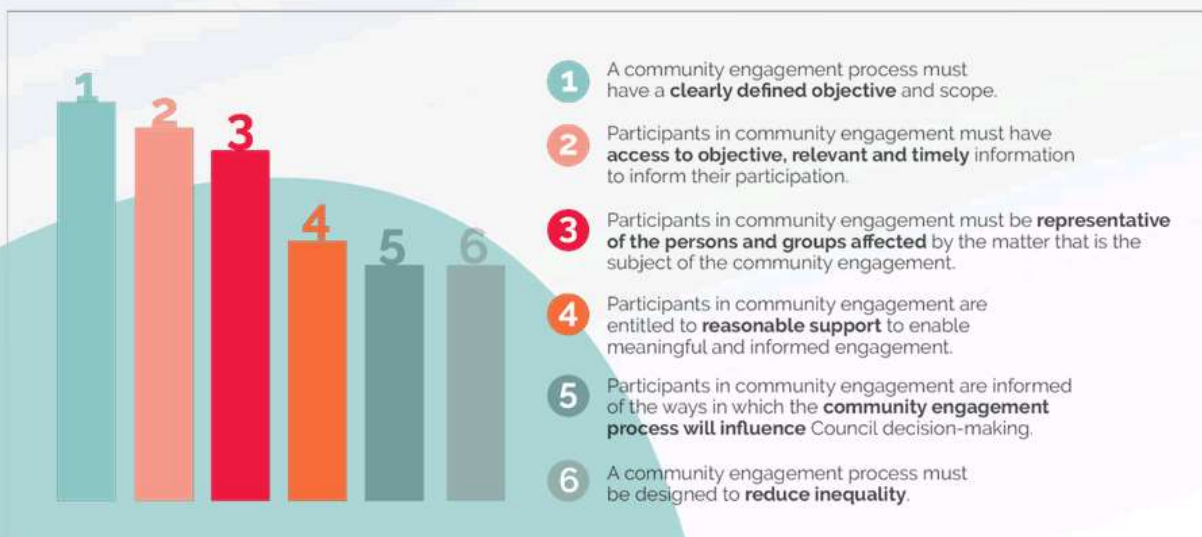 1
2
3
4
5
6
1
A community engagement process must
have a clearly defined objective and scope.
2
Participants in community engagement must have
access to objective, relevant and timely information
to inform their participation.
3
Participants in community engagement must be representative
of the persons and groups affected by the matter that is the
subject of the community engagement.
4
Participants in community engagement are
entitled to reasonable support to enable
meaningful and informed engagement.
5
Participants in community engagement are informed
of the ways in which the community engagement
process will influence Council decision-making.
6
A community engagement process must
be designed to reduce inequality.